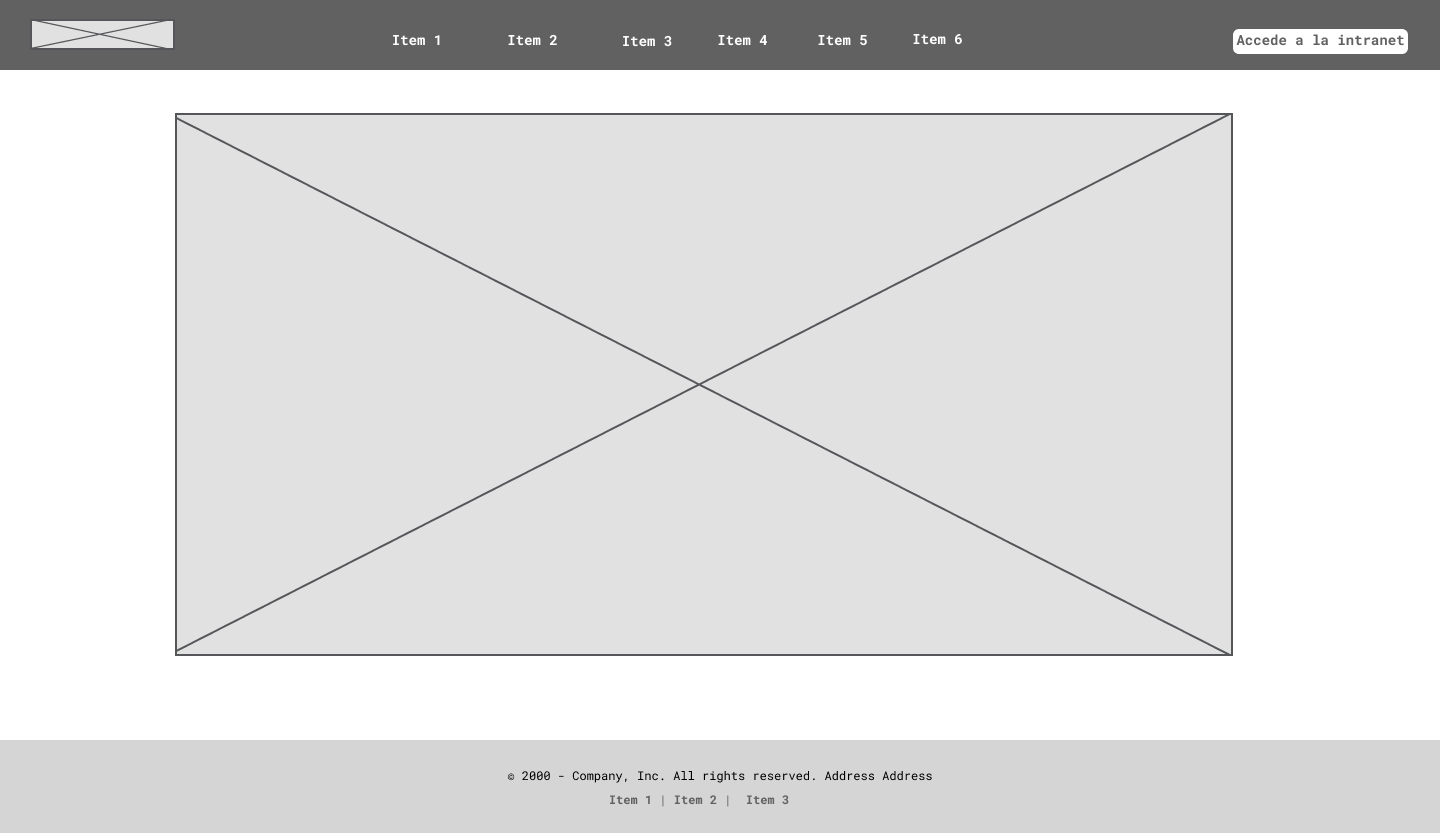 Item 1 Item 2 Item 3 Item 4 Item 5 Item 6 Accede a la intranet
© 2000 - Company, Inc. All rights reserved. Address Address
Item 1 | Item 2 | Item 3